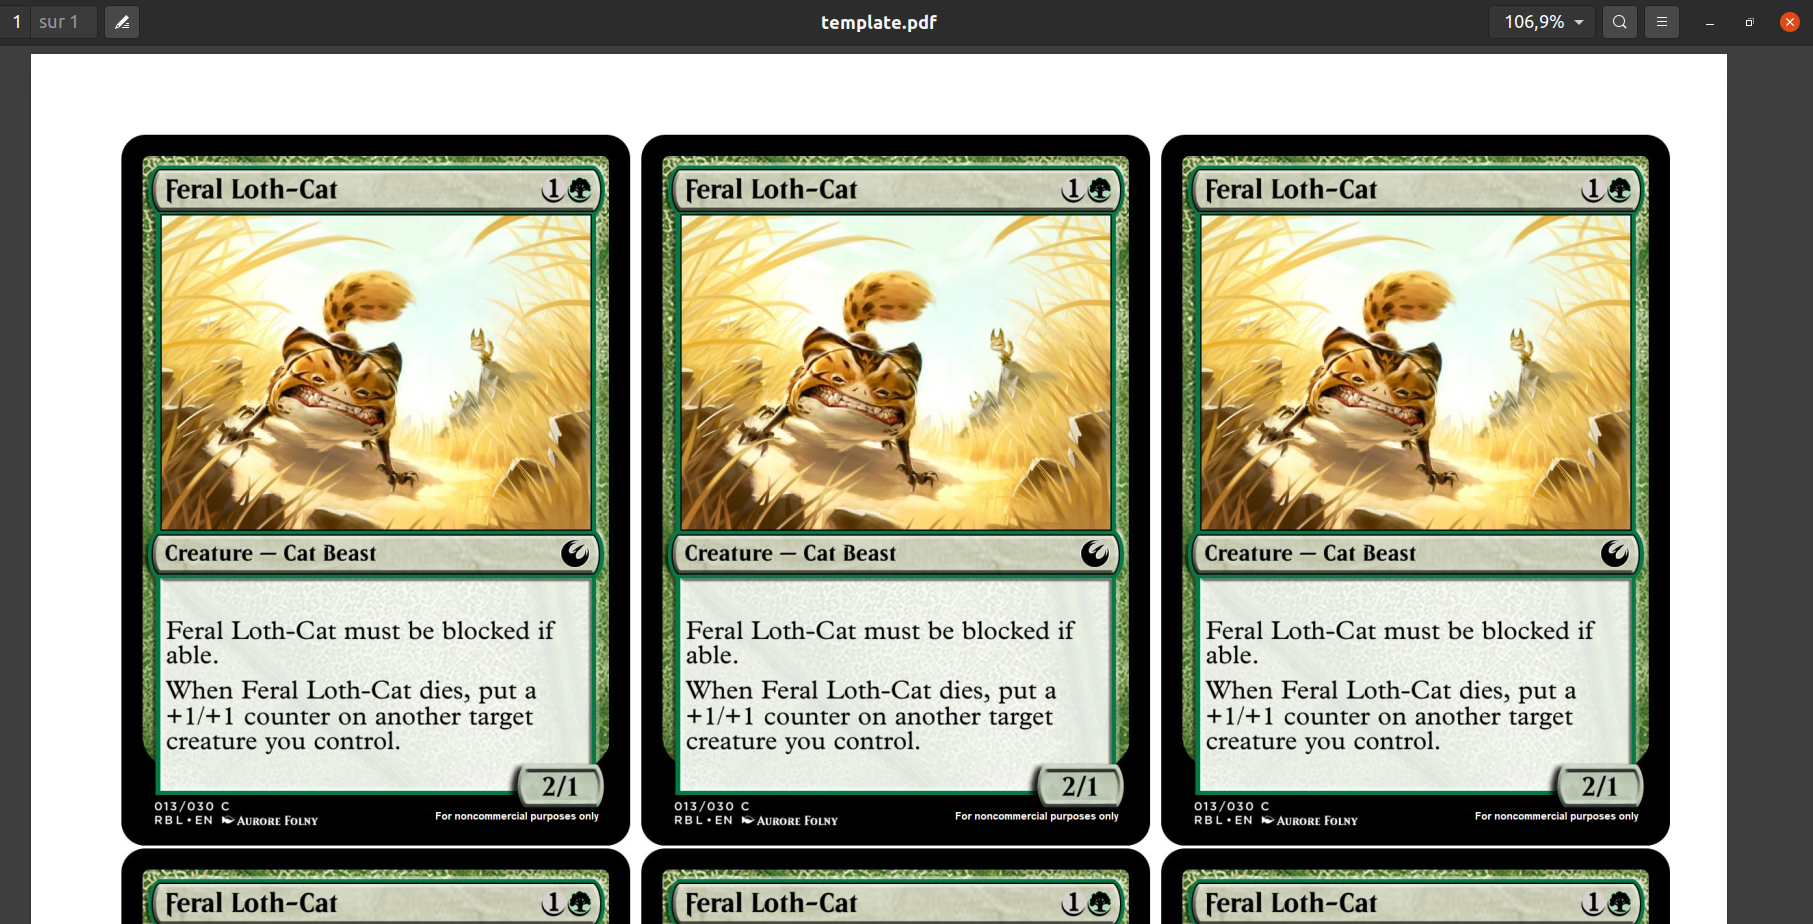 1 sur 1 template.pdf 106,9%
Feral Loth-Cat 1
Creature — Cat Beast
Feral Loth-Cat must be blocked if
able.
When Feral Loth-Cat dies, put a
+1/+1 counter on another target
creature you control.
2/1
013/030 C
RBL•EN AURORE FOLNY
For noncommercial purposes only
Feral Loth-Cat 1
Creature — Cat Beast
Feral Loth-Cat must be blocked if
able.
When Feral Loth-Cat dies, put a
+1/+1 counter on another target
creature you control.
2/1
013/030 C
RBL•EN AURORE FOLNY
For noncommercial purposes only
Feral Loth-Cat 1
Creature — Cat Beast
Feral Loth-Cat must be blocked if
able.
When Feral Loth-Cat dies, put a
+1/+1 counter on another target
creature you control.
2/1
013/030 C
RBL•EN AURORE FOLNY
For noncommercial purposes only
Feral Loth-Cat 1
Feral Loth-Cat 1
Feral Loth-Cat 1